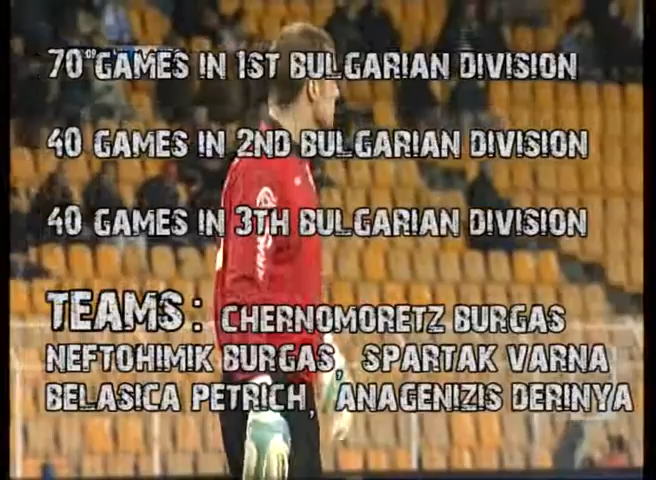 70 GAMES IN 1ST BULGARIAN DIVISION
40 GAMES IN 2ND BULGARIAN DIVISION
40 GAMES IN 3TH BULGARIAN DIVISION
TEAMS: CHERNOMORETZ BURGAS
NEFTOHIMIK BURGAS, SPARTAK VARNA
BELASICA PETRICH, ANAGENIZIS DERINYA